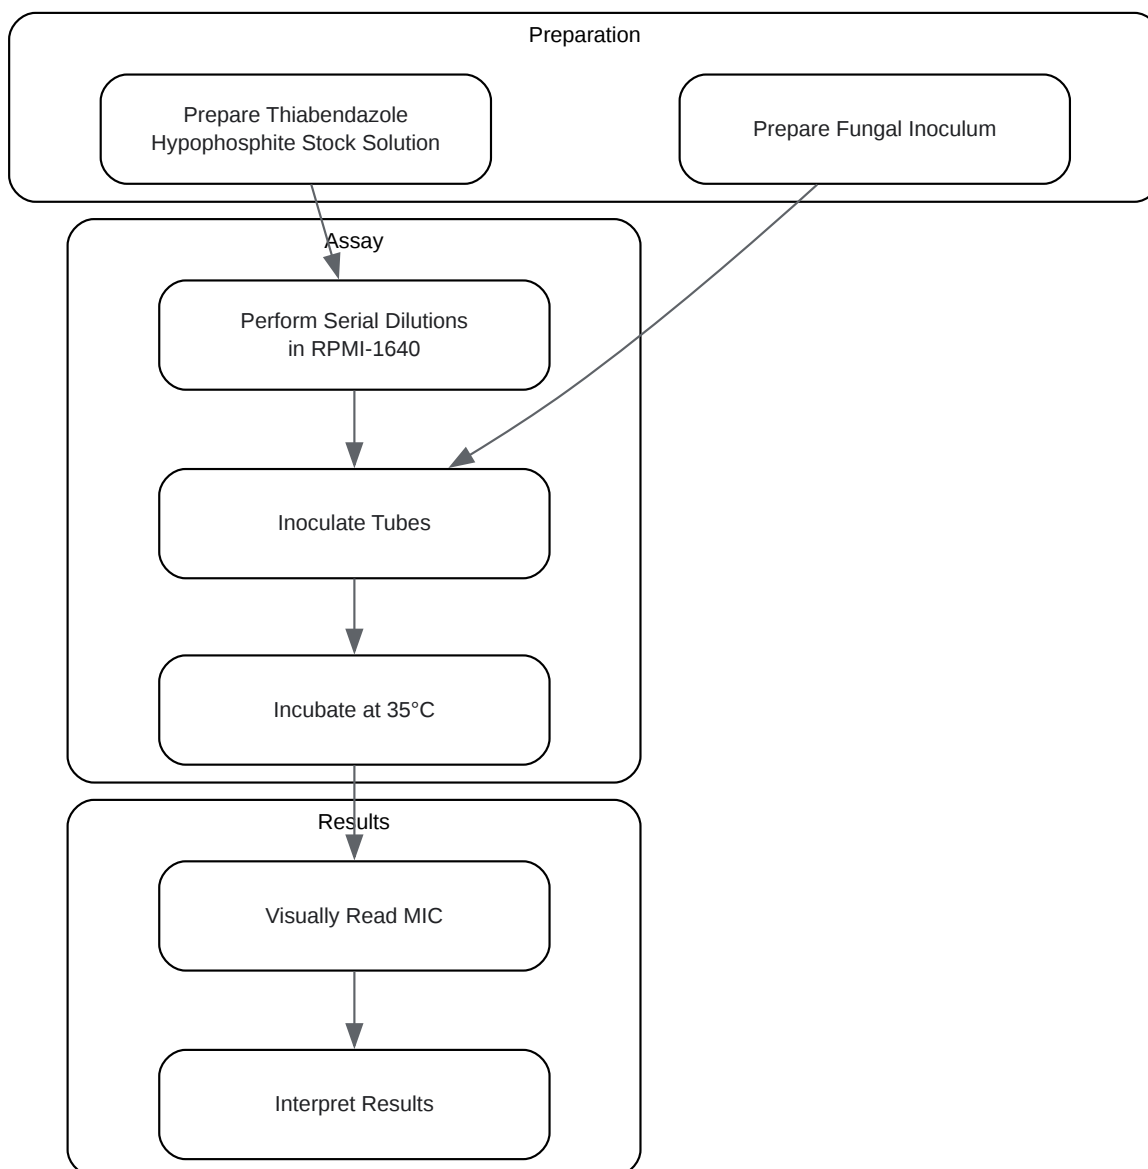 Preparation
Prepare Thiabendazole
Hypophosphite Stock Solution
Prepare Fungal Inoculum
Assay
Perform Serial Dilutions
in RPMI-1640
Inoculate Tubes
Incubate at 35°C
Results
Visually Read MIC
Interpret Results